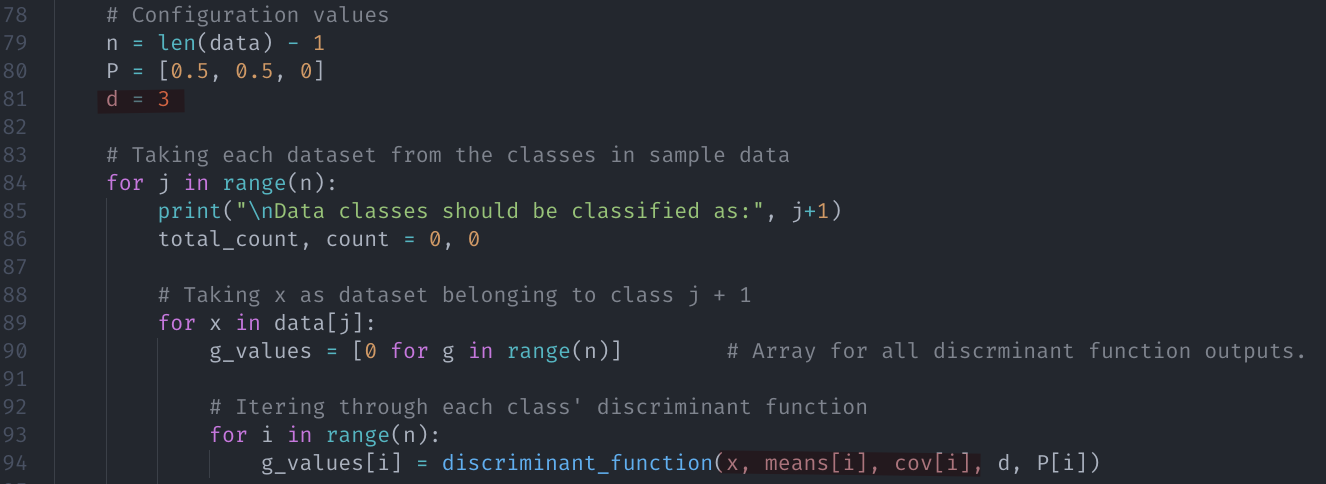 78 # Configuration values
79 n = len(data) - 1
80 P = [0.5, 0.5, 0]
81 d = 3
82
83 # Taking each dataset from the classes in sample data
84 for j in range(n):
85 print("\nData classes should be classified as:", j+1)
86 total_count, count = 0, 0
87
88 # Taking x as dataset belonging to class j + 1
89 for x in data[j]:
90 g_values = [0 for g in range(n)] # Array for all discrminant function outputs.
91
92 # Itering through each class' discriminant function
93 for i in range(n):
94 g_values[i] = discriminant_function(x, means[i], cov[i], d, P[i])